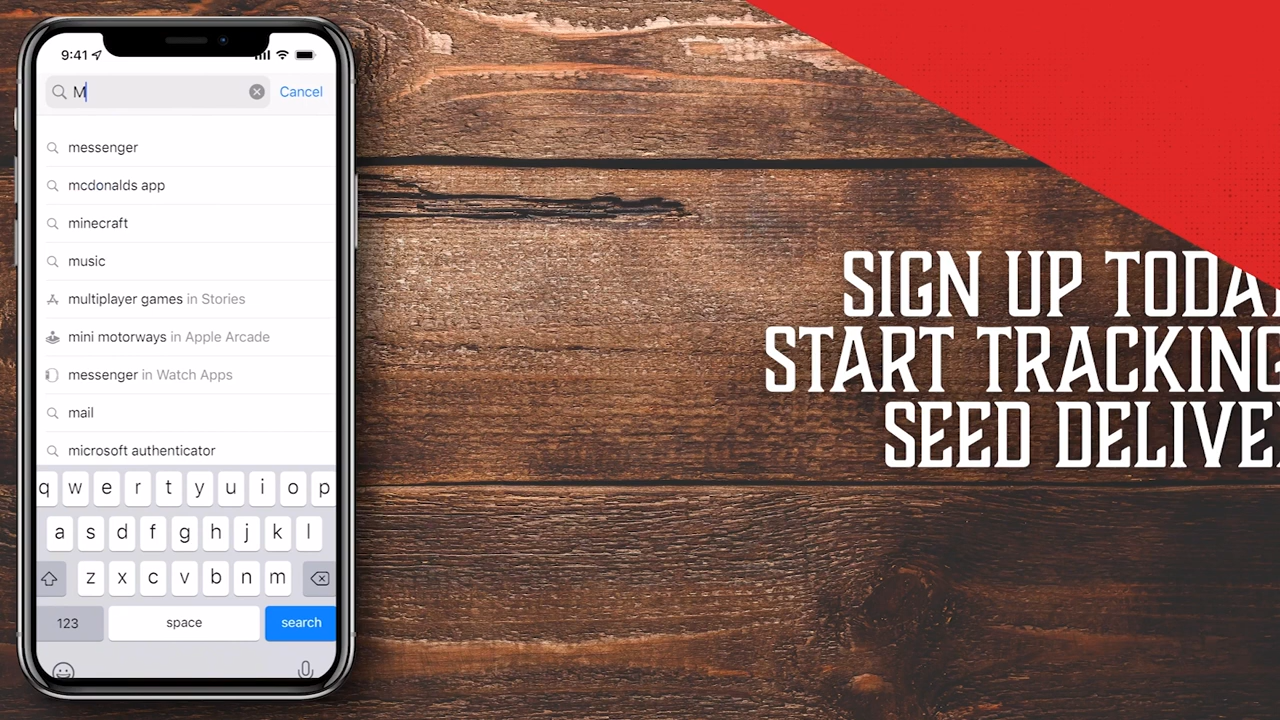 9:41
M
Cancel
messenger
mcdonalds app
minecraft
music
multiplayer games in Stories
mini motorways in Apple Arcade
messenger in Watch Apps
mail
microsoft authenticator
q w e r t y u i o p
a s d f g h j k l
z x c v b n m
123 space search
SIGN UP TODA
START TRACKING
SEED DELIVE